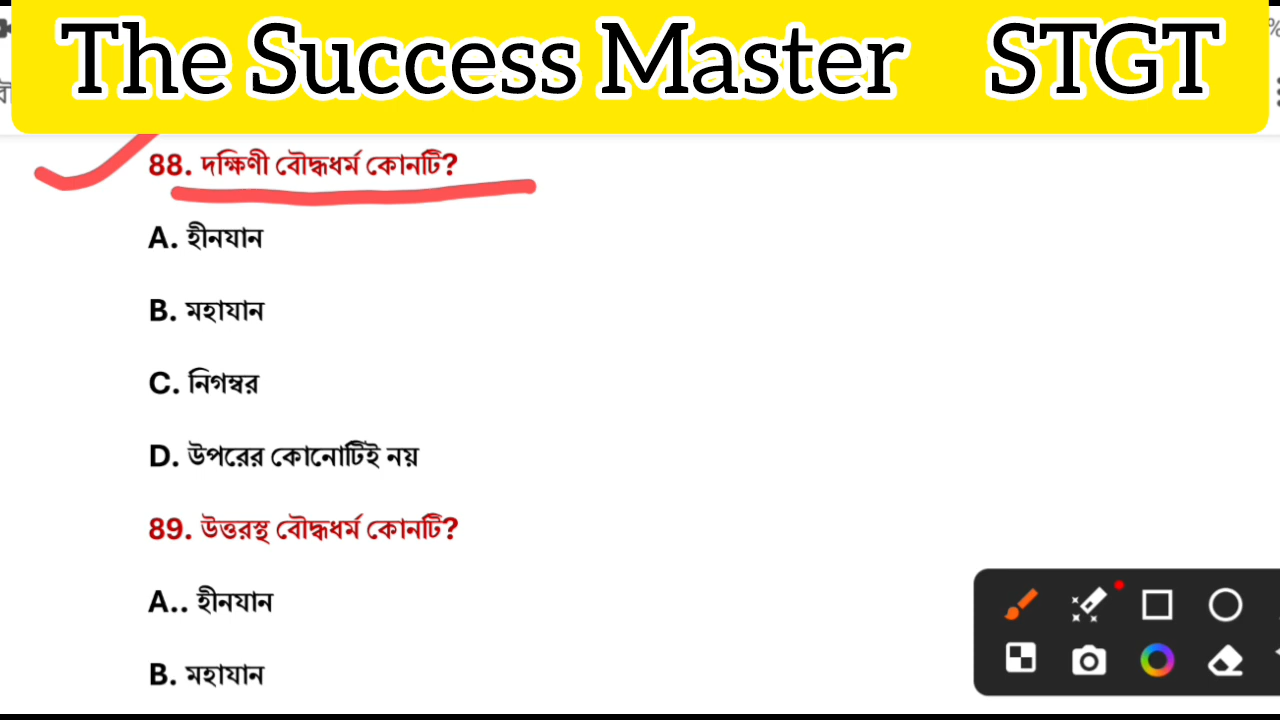 The Success Master STGT
88. দক্ষিণী বৌদ্ধধর্ম কোনটি?
A. হীনযান
B. মহাযান
C. নিগম্বর
D. উপরের কোনোটিই নয়
89. উত্তরস্থ বৌদ্ধধর্ম কোনটি?
A.. হীনযান
B. মহাযান